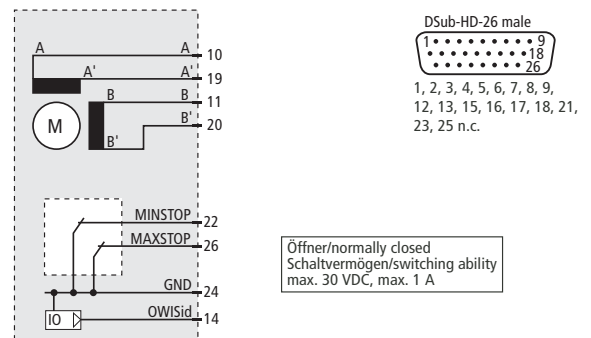 A A 10
A' A' 19
B B 11
B' B' 20
M
MINSTOP 22
MAXSTOP 26
GND 24
IO OWISid 14
DSub-HD-26 male
1 9
18
26
1, 2, 3, 4, 5, 6, 7, 8, 9,
12, 13, 15, 16, 17, 18, 21,
23, 25 n.c.
Öffner/normally closed
Schaltvermögen/switching ability
max. 30 VDC, max. 1 A